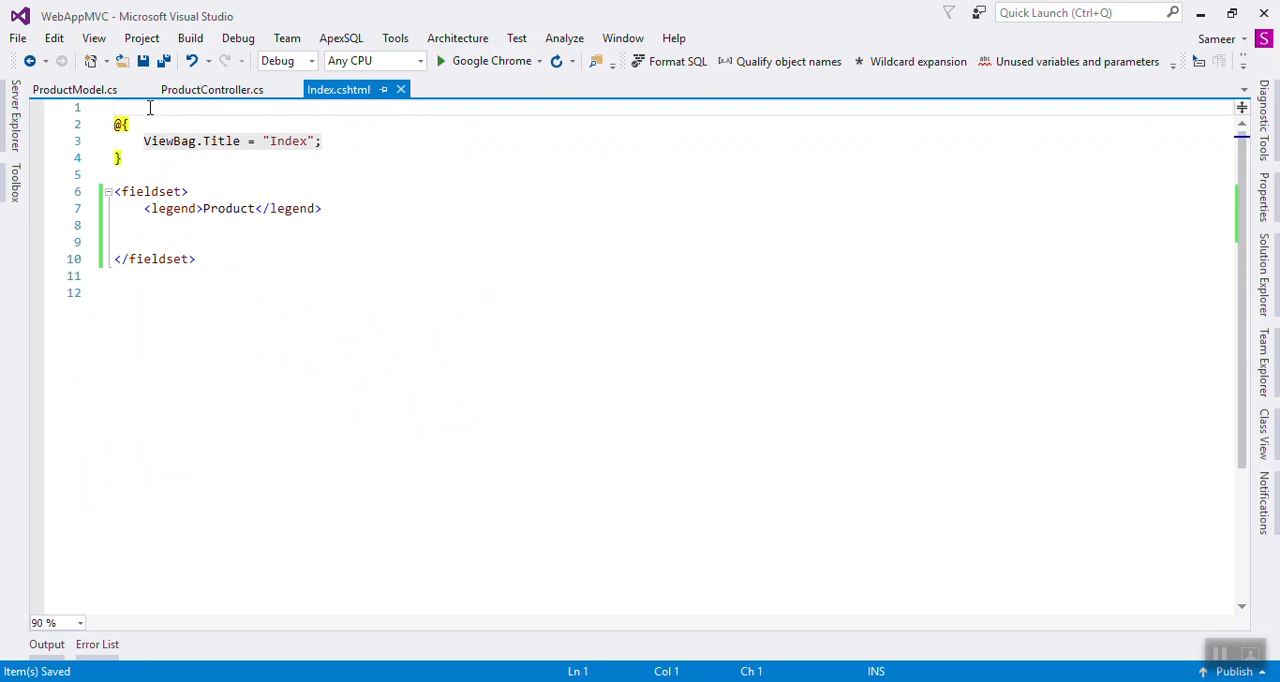 WebAppMVC - Microsoft Visual Studio
Quick Launch (Ctrl+Q)
File Edit View Project Build Debug Team ApexSQL Tools Architecture Test Analyze Window Help
Sameer S
Debug Any CPU Google Chrome Format SQL Qualify object names Wildcard expansion Unused variables and parameters
ProductModel.cs ProductController.cs Index.cshtml
1
2 @{
3 ViewBag.Title = "Index";
4 }
5
6 <fieldset>
7 <legend>Product</legend>
8
9
10 </fieldset>
11
12
Server Explorer
Toolbox
Diagnostic Tools
Properties
Solution Explorer
Team Explorer
Class View
Notifications
90 %
Output Error List
Item(s) Saved Ln 1 Col 1 Ch 1 INS Publish